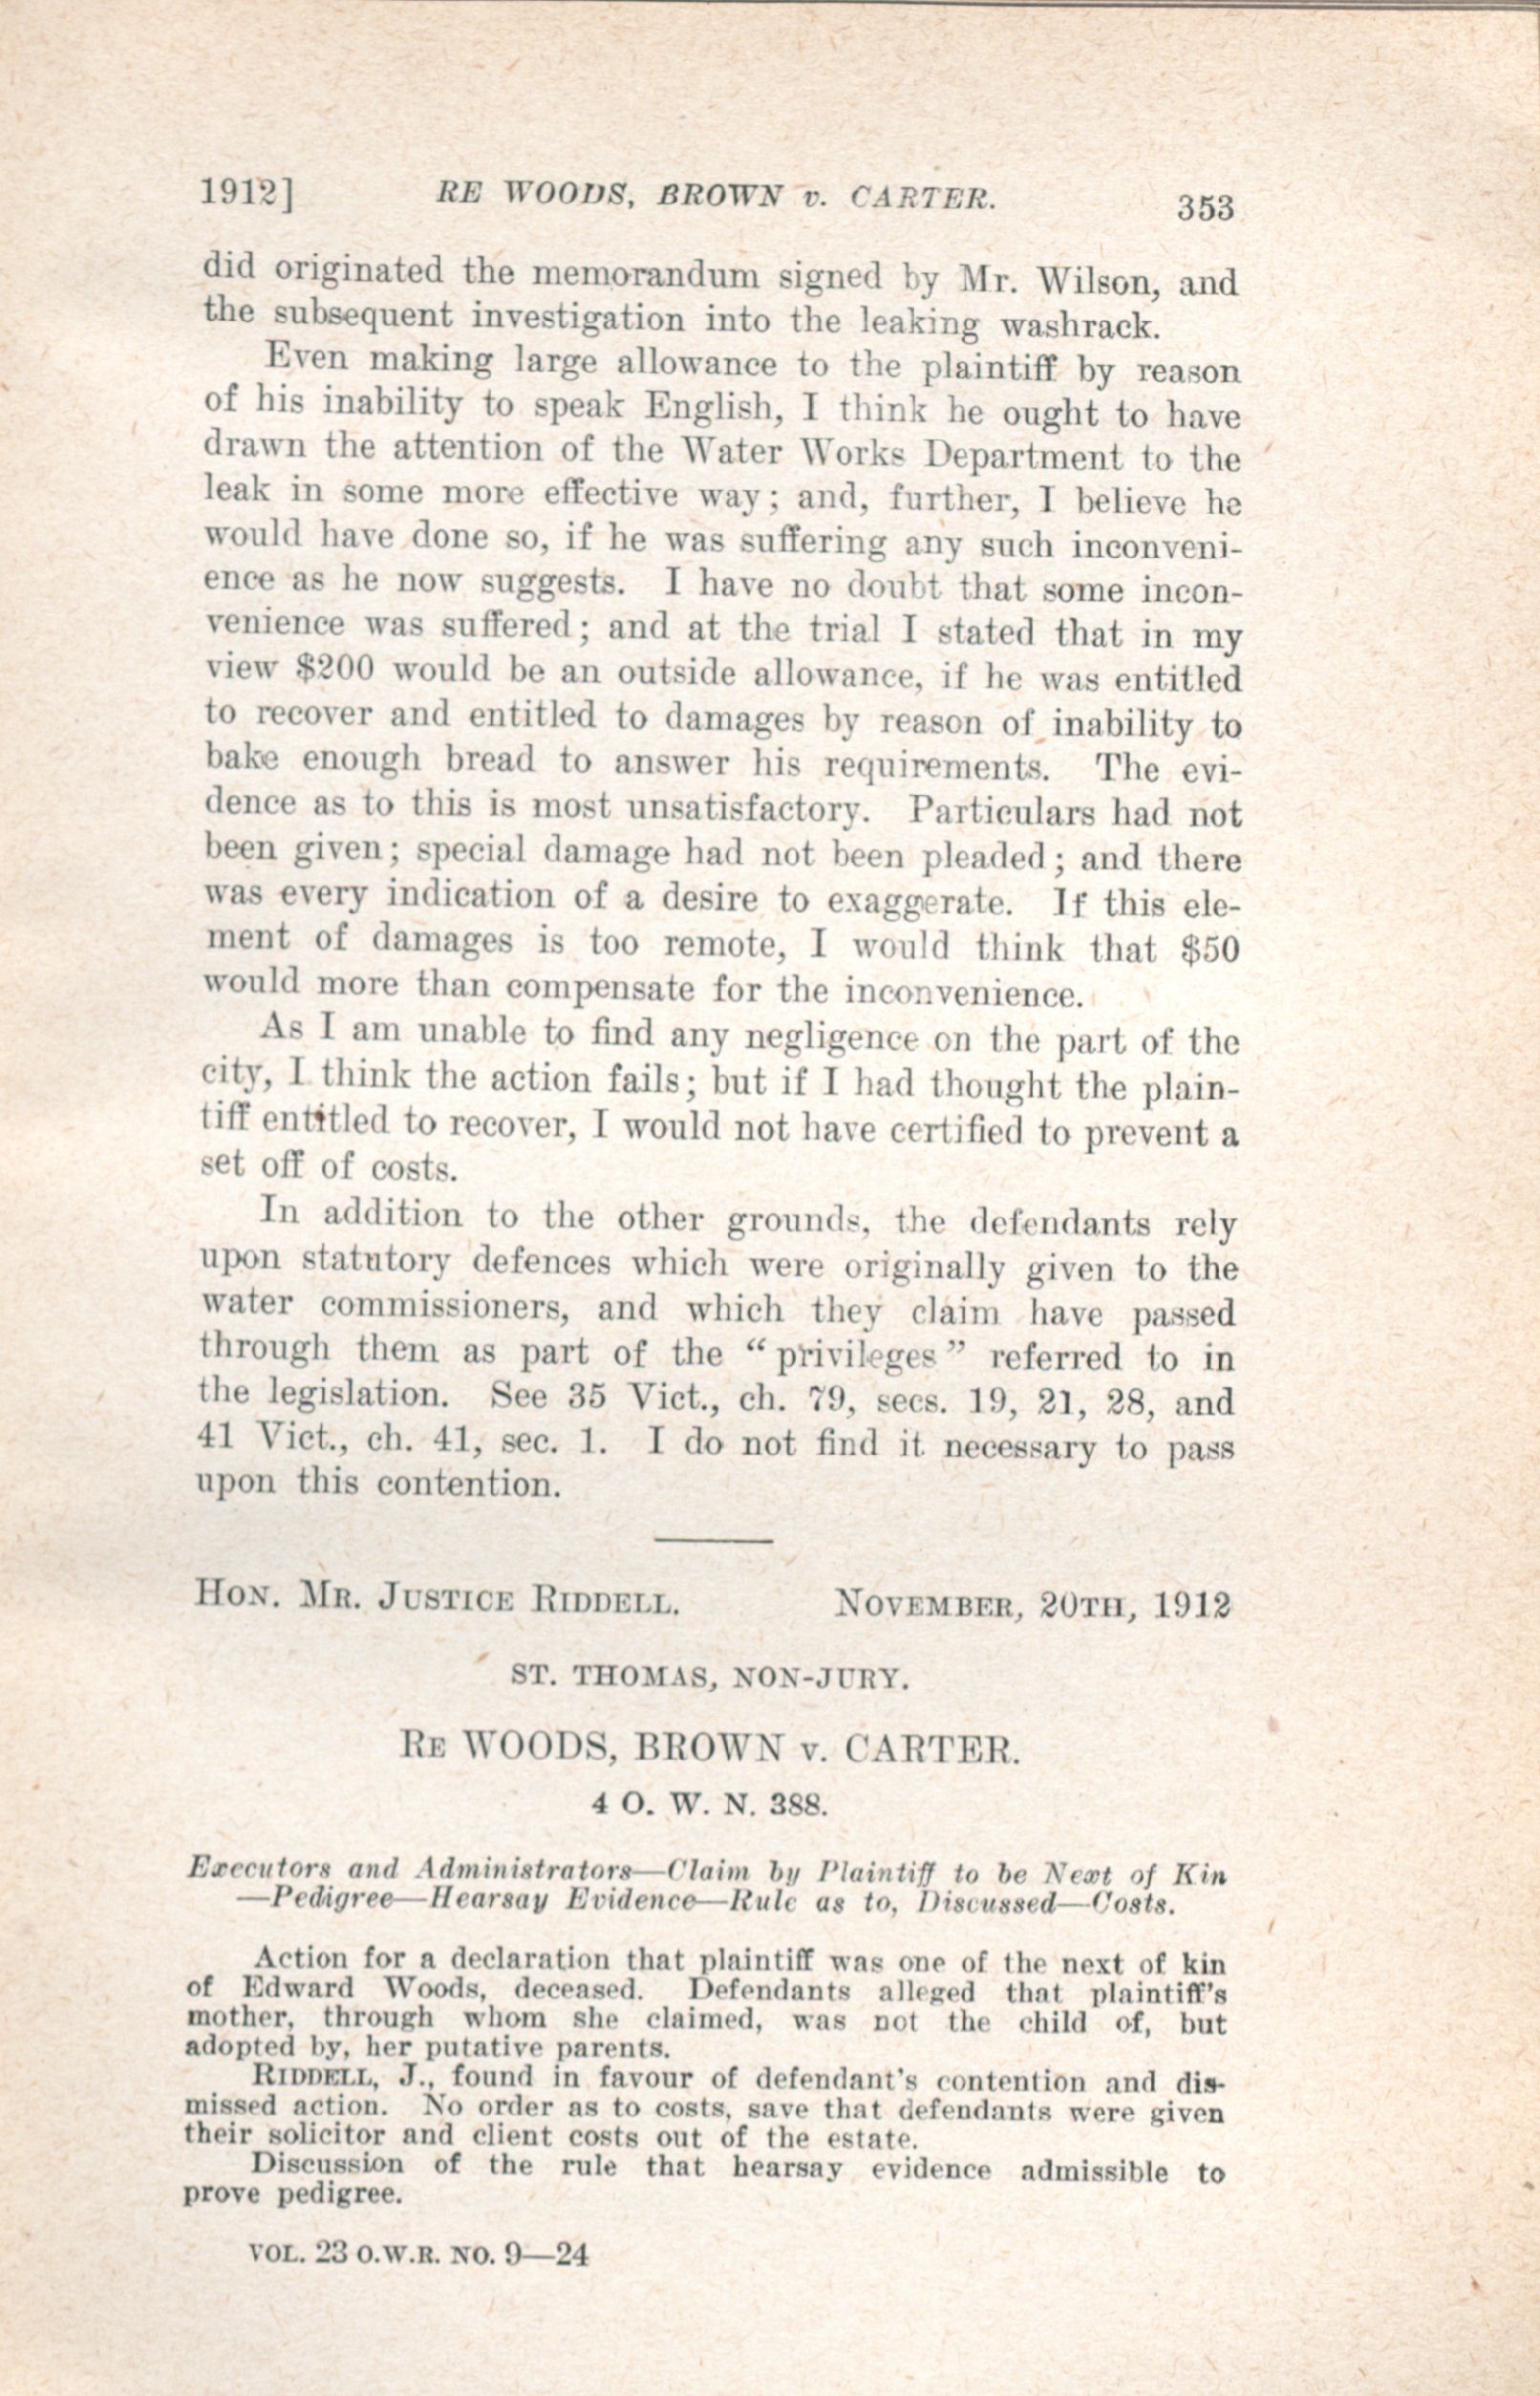 1912] RE WOODS, BROWN v. CARTER. 353
did originated the memorandum signed by Mr. Wilson, and
the subsequent investigation into the leaking washrack.
Even making large allowance to the plaintiff by reason
of his inability to speak English, I think he ought to have
drawn the attention of the Water Works Department to the
leak in some more effective way; and, further, I believe he
would have done so, if he was suffering any such inconveni-
ence as he now suggests. I have no doubt that some incon-
venience was suffered; and at the trial I stated that in my
view $200 would be an outside allowance, if he was entitled
to recover and entitled to damages by reason of inability to
bake enough bread to answer his requirements. The evi-
dence as to this is most unsatisfactory. Particulars had not
been given; special damage had not been pleaded; and there
was every indication of a desire to exaggerate. If this ele-
ment of damages is too remote, I would think that $50
would more than compensate for the inconvenience.
As I am unable to find any negligence on the part of the
city, I think the action fails; but if I had thought the plain-
tiff entitled to recover, I would not have certified to prevent a
set off of costs.
In addition to the other grounds, the defendants rely
upon statutory defences which were originally given to the
water commissioners, and which they claim have passed
through them as part of the "privileges" referred to in
the legislation. See 35 Vict., ch. 79, secs. 19, 21, 28, and
41 Vict., ch. 41, sec. 1. I do not find it necessary to pass
upon this contention.
HON. MR. JUSTICE RIDDELL. NOVEMBER, 20TH, 1912
ST. THOMAS, NON-JURY.
RE WOODS, BROWN v. CARTER.
4 O. W. N. 388.
Executors and Administrators—Claim by Plaintiff to be Next of Kin
—Pedigree—Hearsay Evidence—Rule as to, Discussed—Costs.
Action for a declaration that plaintiff was one of the next of kin
of Edward Woods, deceased. Defendants alleged that plaintiff's
mother, through whom she claimed, was not the child of, but
adopted by, her putative parents.
RIDDELL, J., found in favour of defendant's contention and dis-
missed action. No order as to costs, save that defendants were given
their solicitor and client costs out of the estate.
Discussion of the rule that hearsay evidence admissible to
prove pedigree.
VOL. 23 O.W.R. NO. 9—24